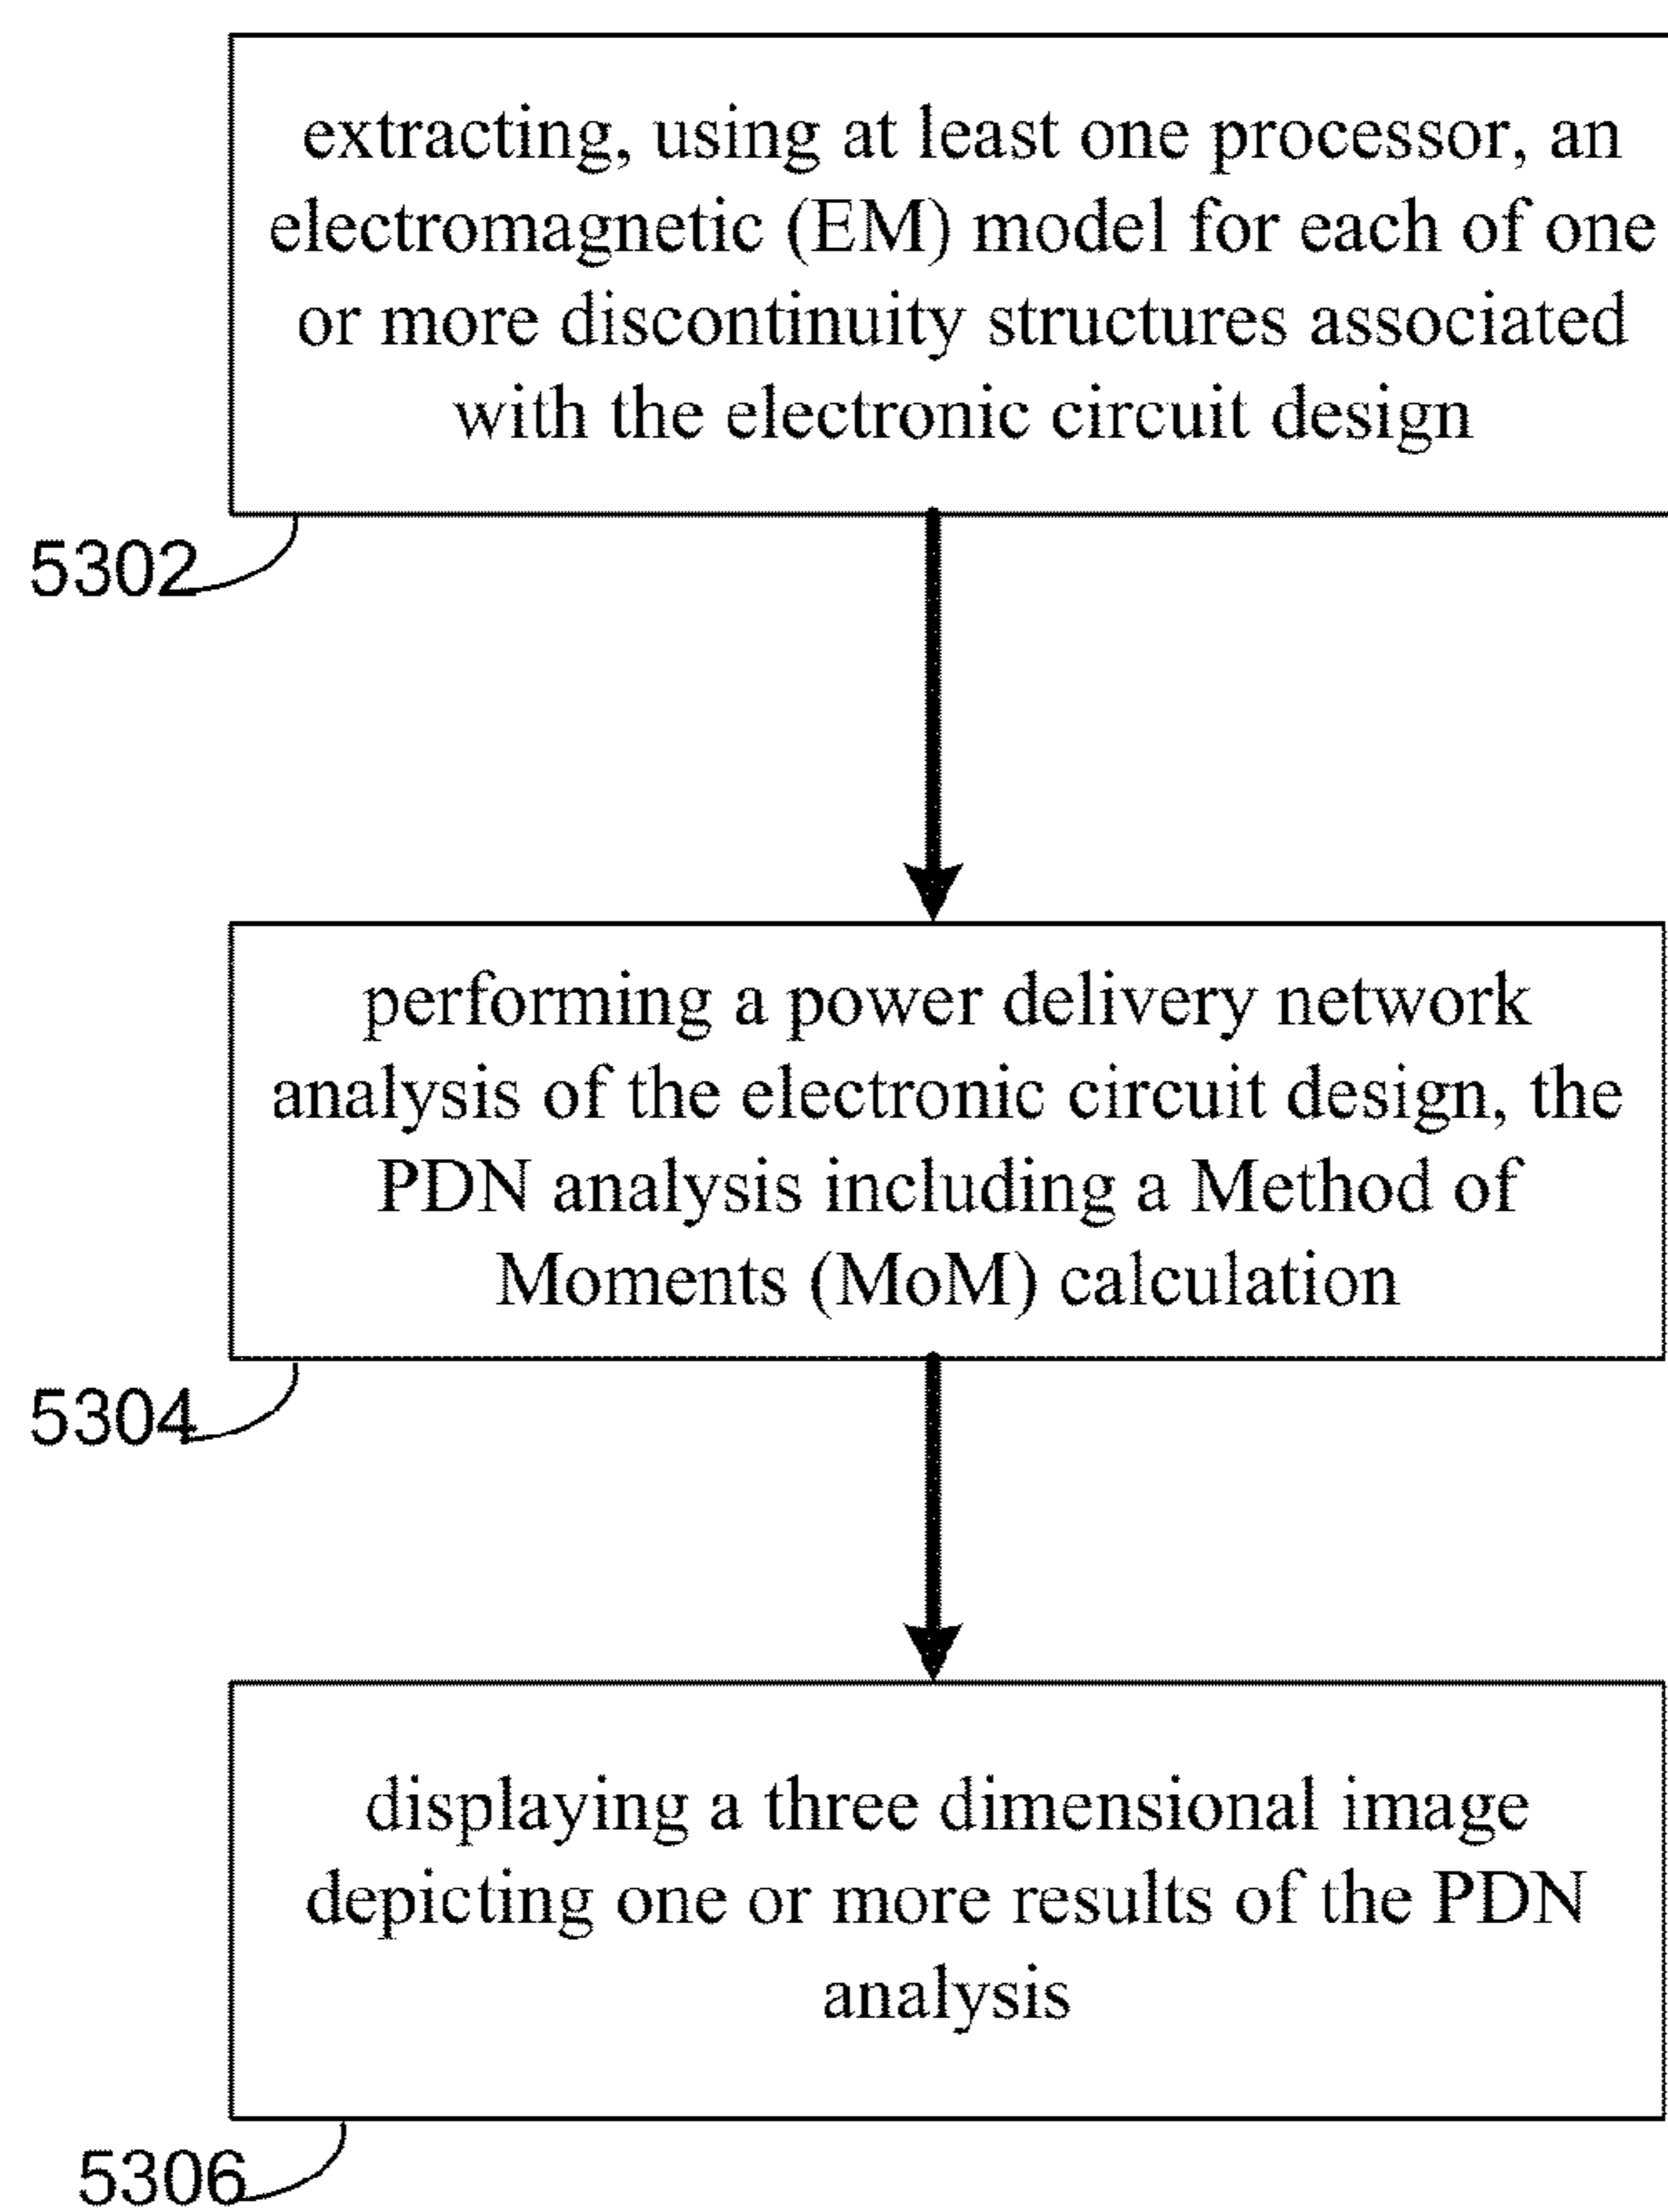 extracting, using at least one processor, an
electromagnetic (EM) model for each of one
or more discontinuity structures associated
with the electronic circuit design
5302
performing a power delivery network
analysis of the electronic circuit design, the
PDN analysis including a Method of
Moments (MoM) calculation
5304
displaying a three dimensional image
depicting one or more results of the PDN
analysis
5306